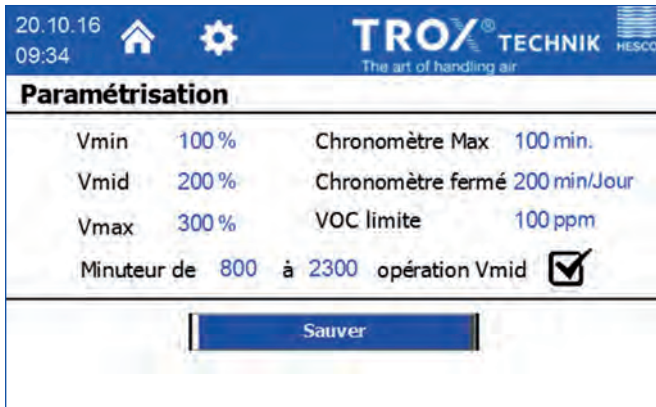 20.10.16
09:34
TROX® TECHNIK
The art of handling air
HESCO
Paramétrisation
Vmin 100 % Chronomètre Max 100 min.
Vmid 200 % Chronomètre fermé 200 min/Jour
Vmax 300 % VOC limite 100 ppm
Minuteur de 800 à 2300 opération Vmid
Sauver